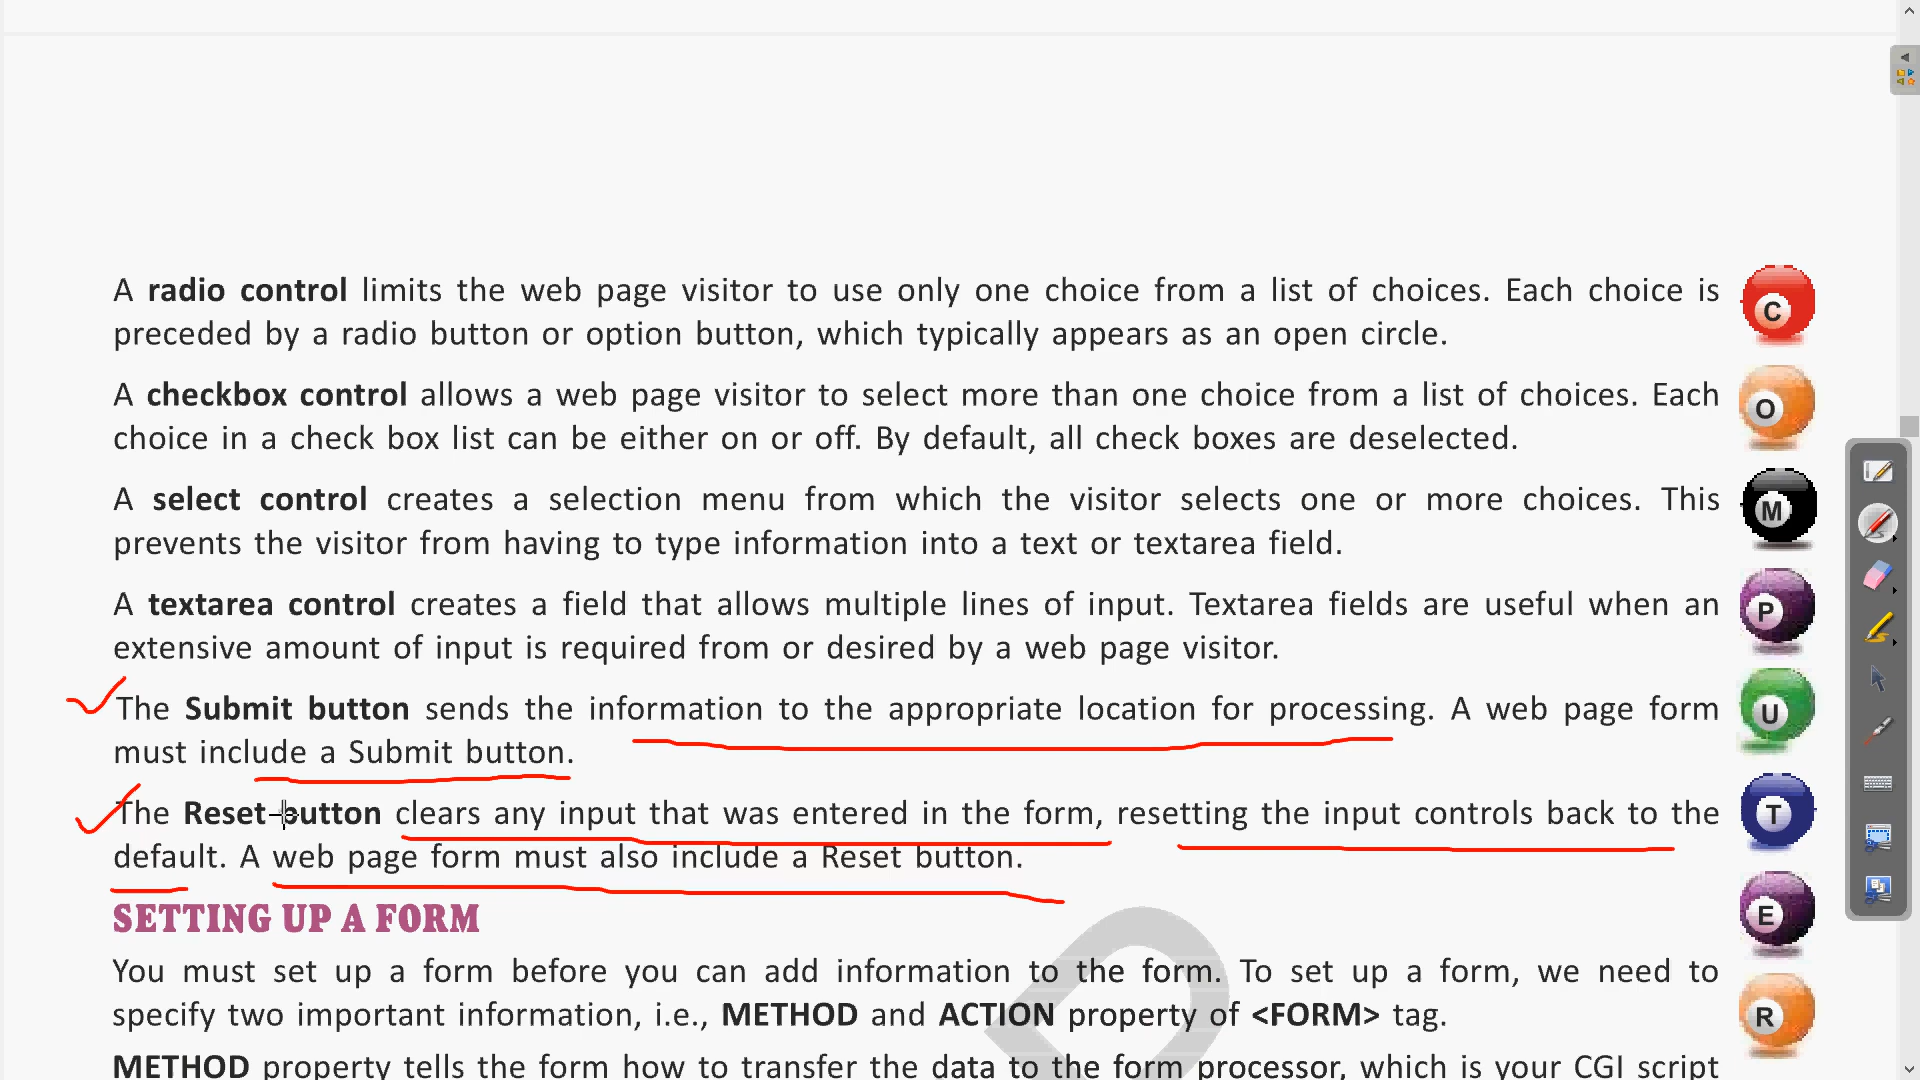 A radio control limits the web page visitor to use only one choice from a list of choices. Each choice is
preceded by a radio button or option button, which typically appears as an open circle.
A checkbox control allows a web page visitor to select more than one choice from a list of choices. Each
choice in a check box list can be either on or off. By default, all check boxes are deselected.
A select control creates a selection menu from which the visitor selects one or more choices. This
prevents the visitor from having to type information into a text or textarea field.
A textarea control creates a field that allows multiple lines of input. Textarea fields are useful when an
extensive amount of input is required from or desired by a web page visitor.
The Submit button sends the information to the appropriate location for processing. A web page form
must include a Submit button.
The Reset button clears any input that was entered in the form, resetting the input controls back to the
default. A web page form must also include a Reset button.
SETTING UP A FORM
You must set up a form before you can add information to the form. To set up a form, we need to
specify two important information, i.e., METHOD and ACTION property of <FORM> tag.
METHOD property tells the form how to transfer the data to the form processor, which is your CGI script
C
O
M
P
U
T
E
R